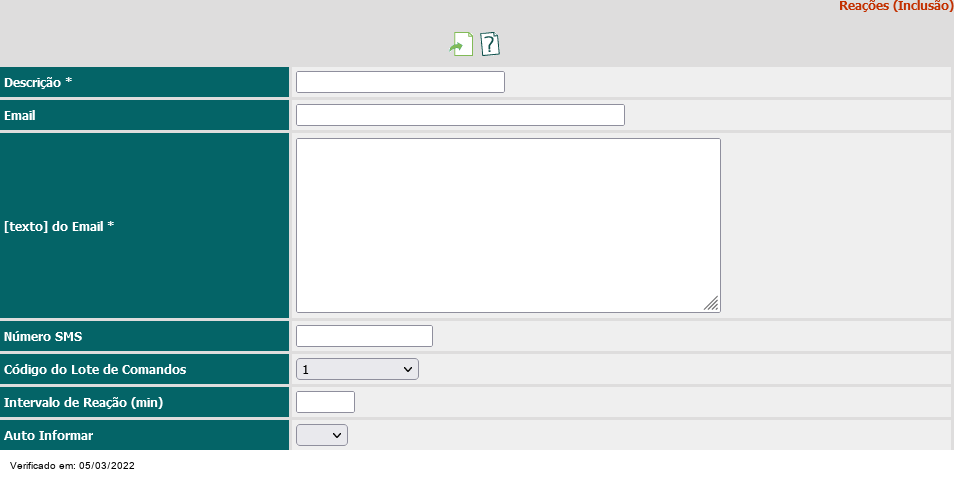 Reações (Inclusão)
?
Descrição *
Email
[texto] do Email *
Número SMS
Código do Lote de Comandos
1
Intervalo de Reação (min)
Auto Informar
Verificado em: 05/03/2022